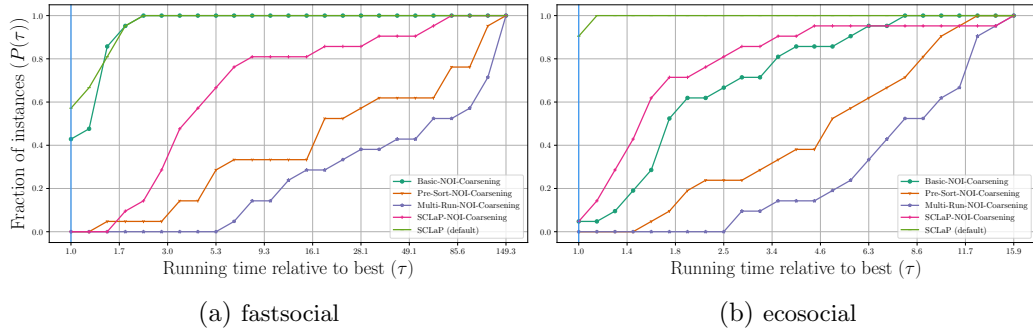 Fraction of instances (P(τ))
1.0
0.8
0.6
0.4
0.2
0.0
Basic-NOI-Coarsening
Pre-Sort-NOI-Coarsening
Multi-Run-NOI-Coarsening
SCLaP-NOI-Coarsening
SCLaP (default)
1.0 1.7 3.0 5.3 9.3 16.1 28.1 49.1 85.6 149.3
Running time relative to best (τ)
(a) fastsocial
1.0
0.8
0.6
0.4
0.2
0.0
Basic-NOI-Coarsening
Pre-Sort-NOI-Coarsening
Multi-Run-NOI-Coarsening
SCLaP-NOI-Coarsening
SCLaP (default)
1.0 1.4 1.8 2.5 3.4 4.6 6.3 8.6 11.7 15.9
Running time relative to best (τ)
(b) ecosocial